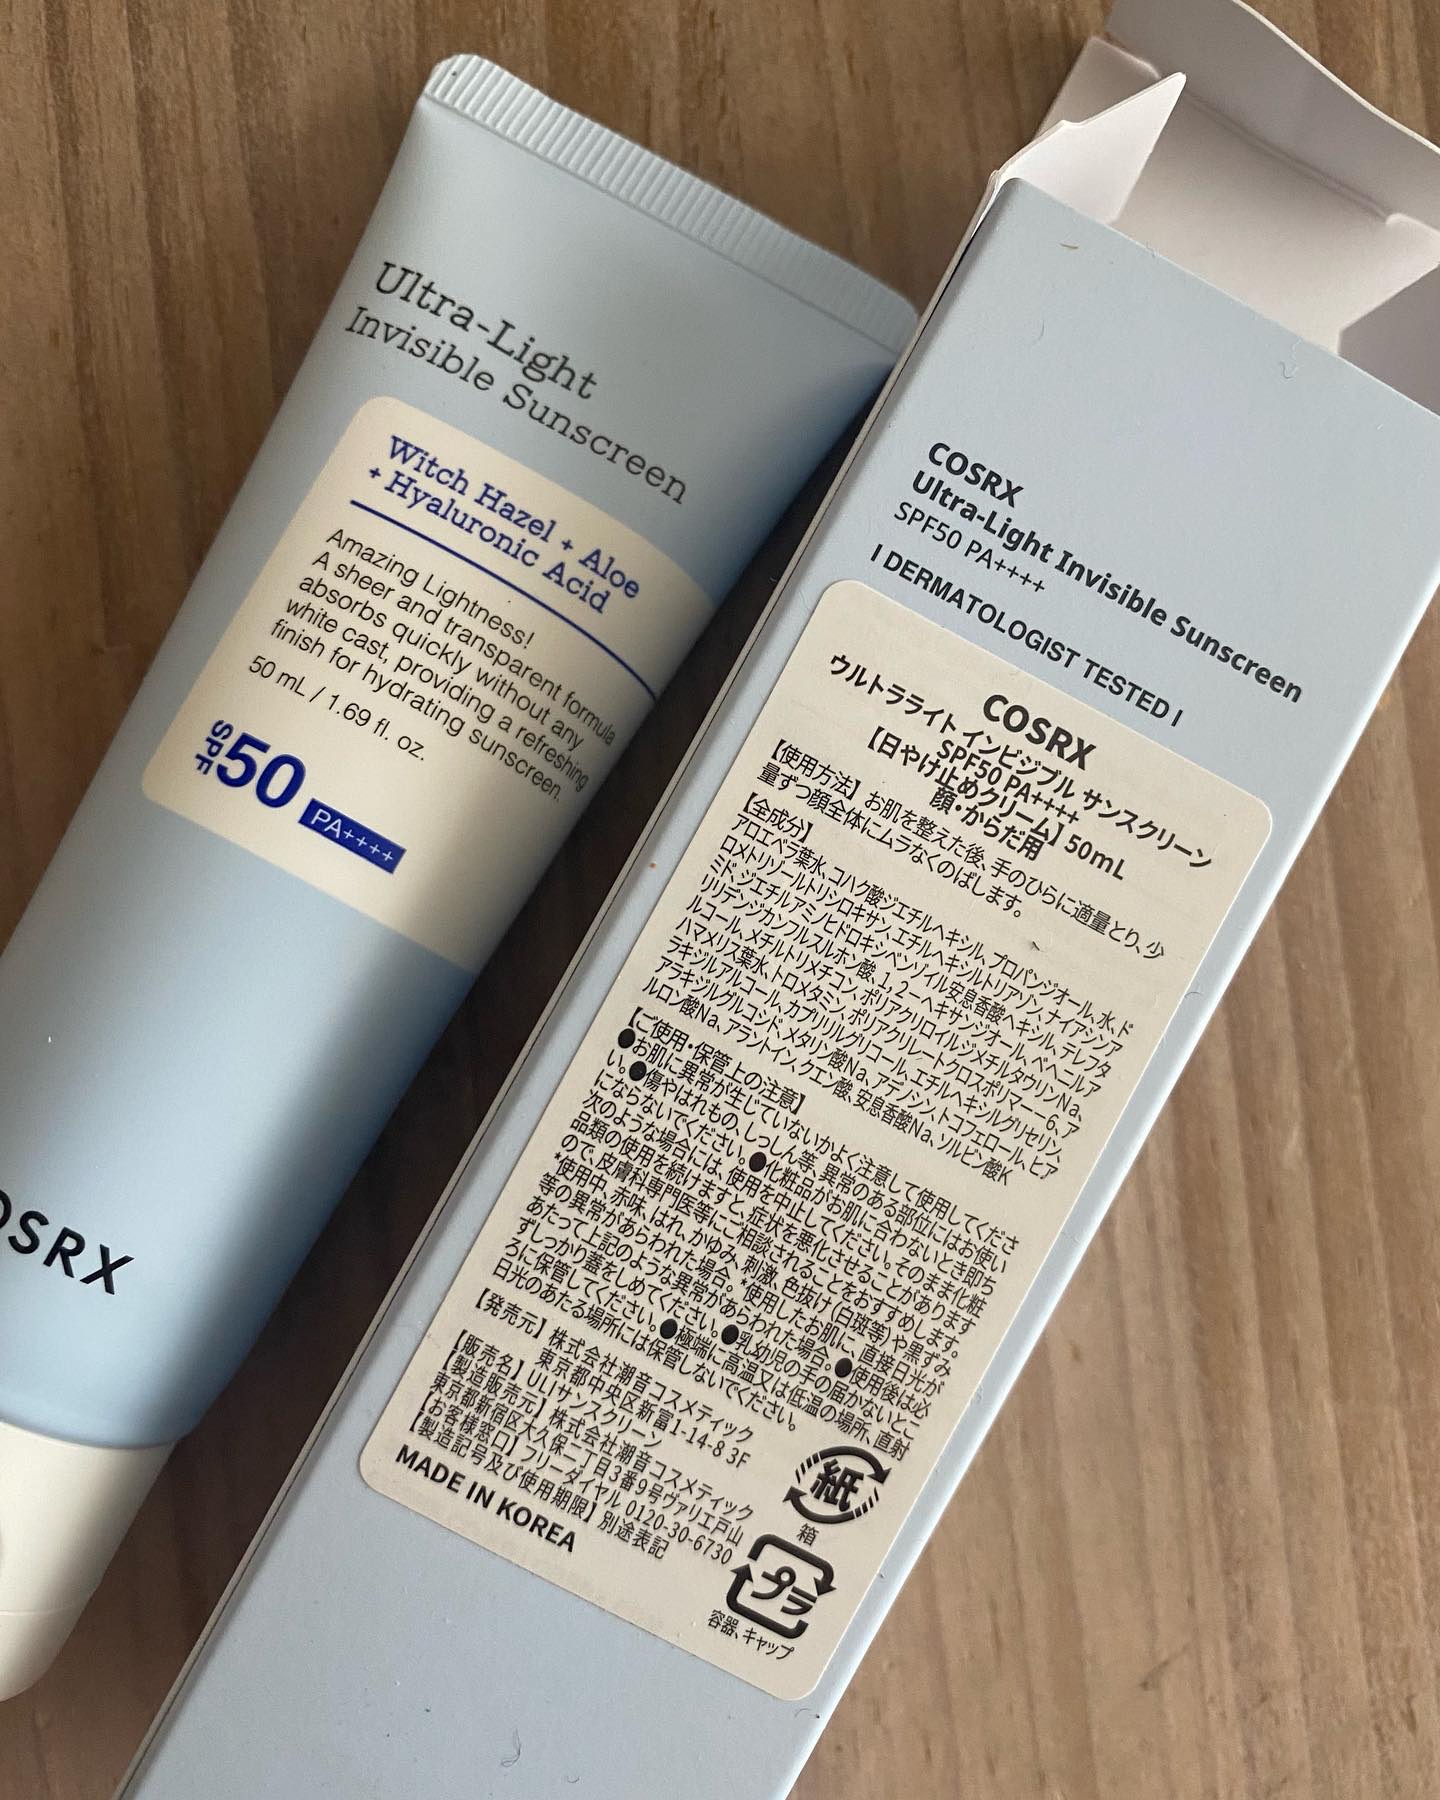 Ultra-Light
Invisible Sunscreen
Witch Hazel + Aloe
+ Hyaluronic Acid
Amazing Lightness!
A sheer and transparent formula
absorbs quickly without any
white cast, providing a refreshing
finish for hydrating sunscreen.
50 mL / 1.69 fl. oz.
SPF 50 PA++++
OSRX
COSRX
Ultra-Light Invisible Sunscreen
SPF50 PA++++
I DERMATOLOGIST TESTED I
COSRX
ウルトラライト インビジブル サンスクリーン
SPF50 PA++++
【日やけ止めクリーム】50mL
顔・からだ用
【使用方法】お肌を整えた後、手のひらに適量とり、少
量ずつ顔全体にムラなくのばします。
【全成分】
アロエベラ葉水、コハク酸ジエチルヘキシル、プロパンジオール、水、ド
ロメトリゾールトリシロキサン、エチルヘキシルトリアゾン、ナイアシンア
ミド、ジエチルアミノヒドロキシベンゾイル安息香酸ヘキシル、テレフタ
リリデンジカンフルスルホン酸、1,2-ヘキサンジオール、ベヘニルア
ルコール、メチルトリメチコン、ポリアクリロイルジメチルタウリンNa、
ハマメリス葉水、トロメタミン、ポリアクリレートクロスポリマー-6、ア
ラキジルアルコール、カプリリルグリコール、エチルヘキシルグリセリン、
アラキジルグルコシド、メタリン酸Na、アデノシン、トコフェロール、ヒア
ルロン酸Na、アラントイン、クエン酸、安息香酸Na、ソルビン酸K
【ご使用・保管上の注意】
●お肌に異常が生じていないかよく注意して使用してくださ
い。●傷やはれもの、しっしん等、異常のある部位にはお使い
にならないでください。●化粧品がお肌に合わないとき即ち
次のような場合には、使用を中止してください。そのまま化粧
品類の使用を続けますと、症状を悪化させることがあります
ので、皮膚科専門医等にご相談されることをおすすめします。
*使用中、赤味、はれ、かゆみ、刺激、色抜け(白斑等)や黒ずみ
等の異常があらわれた場合。*使用したお肌に、直接日光が
あたって上記のような異常があらわれた場合。●使用後は必
ずしっかり蓋をしめてください。●乳幼児の手の届かないとこ
ろに保管してください。●極端に高温又は低温の場所、直射
日光のあたる場所には保管しないでください。
【発売元】株式会社潮音コスメティック
東京都中央区新富1-14-8 3F
【販売名】ULIサンスクリーン
【製造販売元】株式会社潮音コスメティック
東京都新宿区大久保二丁目3番9号ヴァリエ戸山
【お客様窓口】フリーダイヤル 0120-30-6730
【製造記号及び使用期限】別途表記
MADE IN KOREA
紙
箱
プラ
容器、キャップ